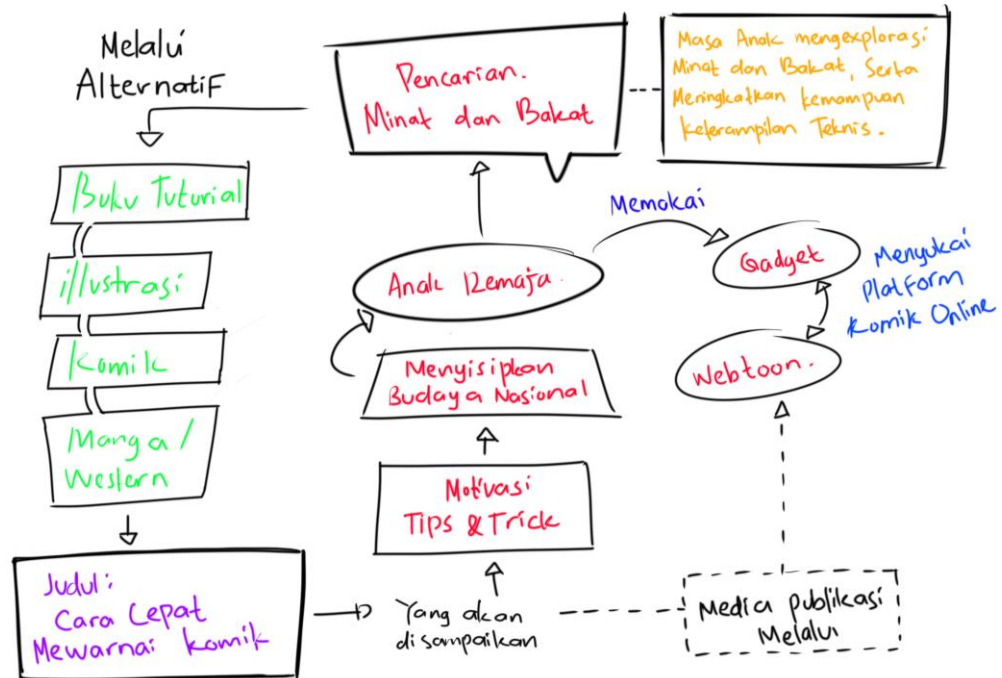 Melalui
Alternatif
Pencarian.
Minat dan Bakat
Masa Anak mengexplorasi
Minat dan Bakat, Serta
Meningkatkan kemampuan
keterampilan Teknis.
Buku Tuturial
illustrasi
Komik
Manga /
Western
Judul :
Cara Cepat
Mewarnai komik
Anak Remaja.
Memakai
Gadget
Menyukai
Platform
Komik Online
Webtoon.
Menyisipkan
Budaya Nasional
Motivasi
Tips & Trick
Yang akan
disampaikan
Media publikasi
Melalui